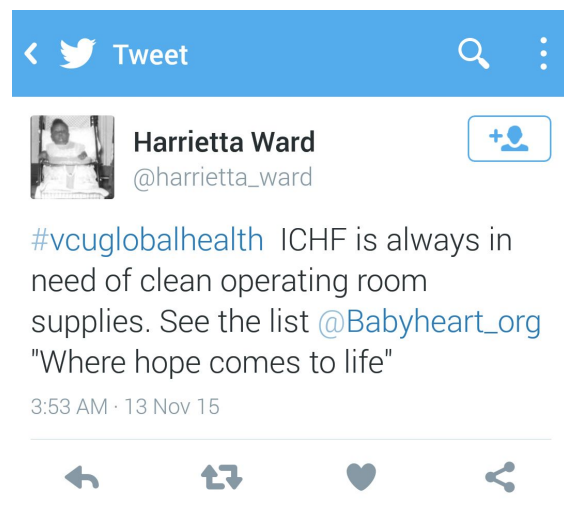 Tweet
Harrietta Ward
@harrietta_ward
#vcuglobalhealth ICHF is always in
need of clean operating room
supplies. See the list @Babyheart_org
"Where hope comes to life"
3:53 AM · 13 Nov 15